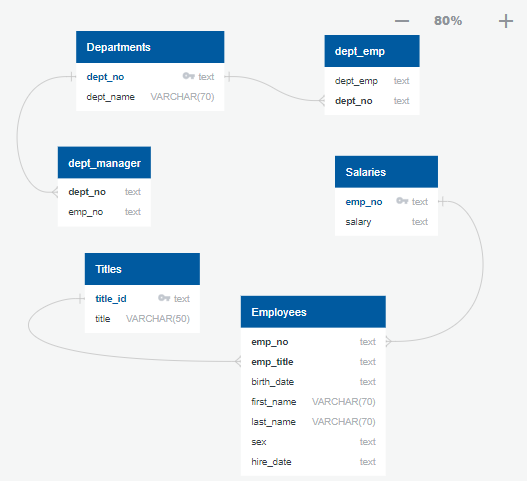 80%
Departments
dept_no text
dept_name VARCHAR(70)
dept_emp
dept_emp text
dept_no text
dept_manager
dept_no text
emp_no text
Salaries
emp_no text
salary text
Titles
title_id text
title VARCHAR(50)
Employees
emp_no text
emp_title text
birth_date text
first_name VARCHAR(70)
last_name VARCHAR(70)
sex text
hire_date text